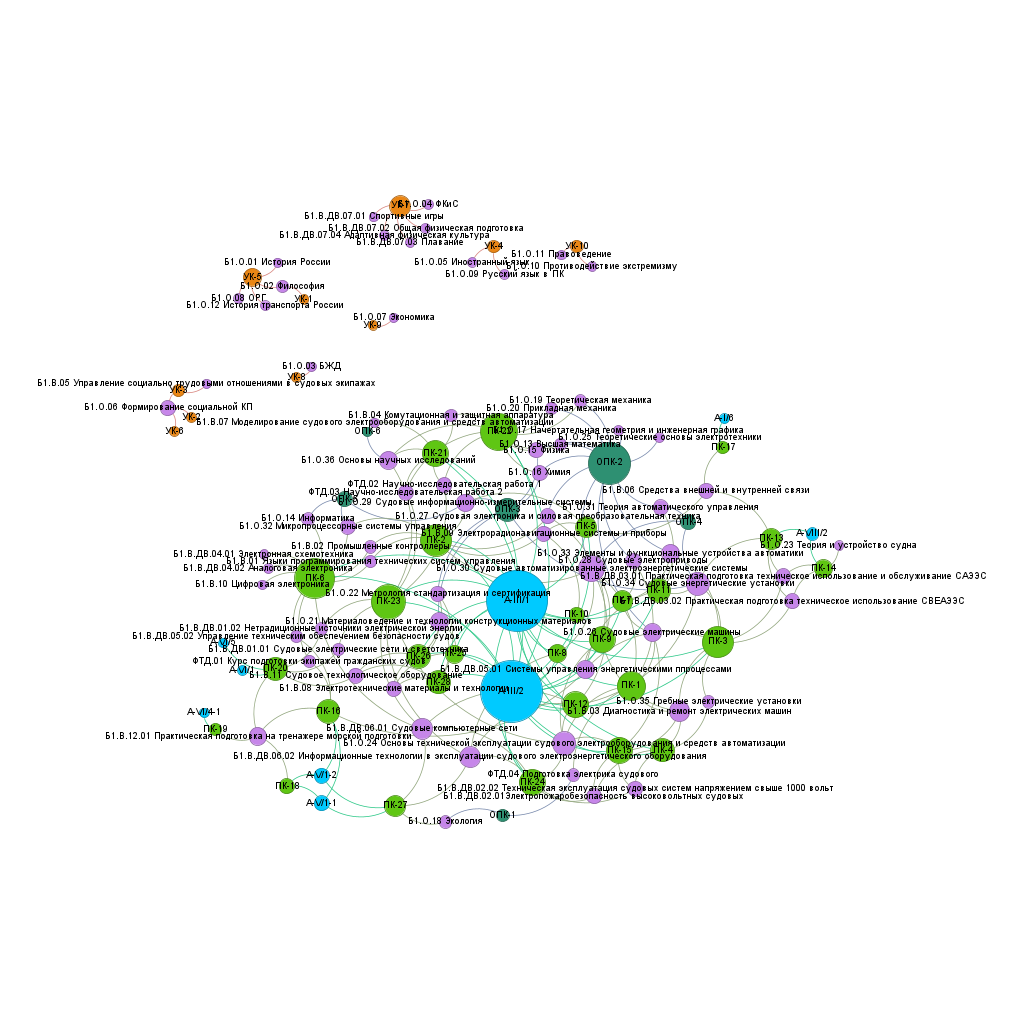 УК-7
Б1.О.04 ФКиС
Б1.В.ДВ.07.01 Спортивные игры
Б1.В.ДВ.07.02 Общая физическая подготовка
Б1.В.ДВ.07.04 Адаптивная физическая культура
Б1.В.ДВ.07.03 Плавание
УК-4
УК-10
Б1.О.11 Правоведение
Б1.О.05 Иностранный язык
Б1.О.10 Противодействие экстремизму
Б1.О.09 Русский язык в ПК
Б1.О.01 История России
УК-5
Б1.О.02 Философия
Б1.О.08 ОРГ
УК-1
Б1.О.12 История транспорта России
Б1.О.07 Экономика
УК-9
Б1.О.03 БЖД
УК-8
Б1.В.05 Управление социально трудовыми отношениями в судовых экипажах
УК-3
Б1.О.06 Формирование социальной КП
УК-2
УК-6
Б1.О.19 Теоретическая механика
Б1.О.20 Прикладная механика
Б1.В.04 Комутационная и защитная аппаратура
Б1.В.07 Моделирование судового электрооборудования и средств автоматизации
А-I/6
ОПК-6
ПК-22
Б1.О.17 Начертательная геометрия и инженерная графика
Б1.О.25 Теоретические основы электротехники
Б1.О.13 Высшая математика
ПК-17
Б1.О.15 Физика
ПК-21
Б1.О.36 Основы научных исследований
ОПК-2
Б1.О.16 Химия
ФТД.02 Научно-исследовательская работа 1
ФТД.03 Научно-исследовательская работа 2
Б1.В.06 Средства внешней и внутренней связи
ОПК-5
Б1.О.29 Судовые информационно-измерительные системы
ОПК-3
Б1.О.31 Теория автоматического управления
Б1.О.27 Судовая электроника и силовая преобразовательная техника
Б1.О.14 Информатика
ОПК-4
Б1.О.32 Микропроцессорные системы управления
ПК-5
Б1.В.09 Электрорадионавигационные системы и приборы
А-VIII/2
ПК-13
ПК-2
Б1.О.23 Теория и устройство судна
Б1.В.02 Промышленные контроллеры
Б1.В.ДВ.04.01 Электронная схемотехника
Б1.О.33 Элементы и функциональные устройства автоматики
Б1.В.01 Языки программирования технических систем управления
Б1.О.28 Судовые электроприводы
Б1.В.ДВ.04.02 Аналоговая электроника
Б1.О.30 Судовые автоматизированные электроэнергетические системы
ПК-14
ПК-6
Б1.В.ДВ.03.01 Практическая подготовка техническое использование и обслуживание САЭЭС
Б1.В.10 Цифровая электроника
Б1.О.34 Судовые энергетические установки
ПК-11
Б1.О.22 Метрология стандартизация и сертификация
А-III/1
ПК-23
ПК-7
Б1.В.ДВ.03.02 Практическая подготовка техническое использование СВЕАЭЭС
ПК-10
Б1.О.21 Материаловедение и технологии конструкционных материалов
Б1.В.ДВ.01.02 Нетрадиционные источники электрической энергии
Б1.О.26 Судовые электрические машины
Б1.В.ДВ.05.02 Управление техническим обеспечением безопасности судов
ПК-9
ПК-3
Б1.В.ДВ.01.01 Судовые электрические сети и светотехника
ПК-8
ПК-26
ПК-25
ФТД.01 Курс подготовки экипажей гражданских судов
ПК-20
Б1.В.ДВ.05.01 Системы управления энергетическими ппроцессами
Б1.В.11 Судовое технологическое оборудование
ПК-28
ПК-1
Б1.В.08 Электротехнические материалы и технологии
А-III/2
Б1.О.35 Гребные электрические установки
ПК-12
Б1.В.03 Диагностика и ремонт электрических машин
А-VI/4-1
ПК-16
ПК-19
Б1.В.ДВ.06.01 Судовые компьютерные сети
Б1.В.12.01 Практическая подготовка на тренажере морской подготовки
Б1.О.24 Основы технической эксплуатации судового электрооборудования и средств автоматизации
ПК-15
ПК-4
Б1.В.ДВ.06.02 Информационные технологии в эксплуатации судового электроэнергетического оборудования
А-VI/1-2
ФТД.04 Подготовка электрика судового
ПК-24
ПК-18
Б1.В.ДВ.02.02 Техническая эксплуатация судовых систем напряжением свыше 1000 вольт
Б1.В.ДВ.02.01Электропожаробезопасность высоковольтных судовых
А-VI/1-1
ПК-27
ОПК-1
Б1.О.18 Экология